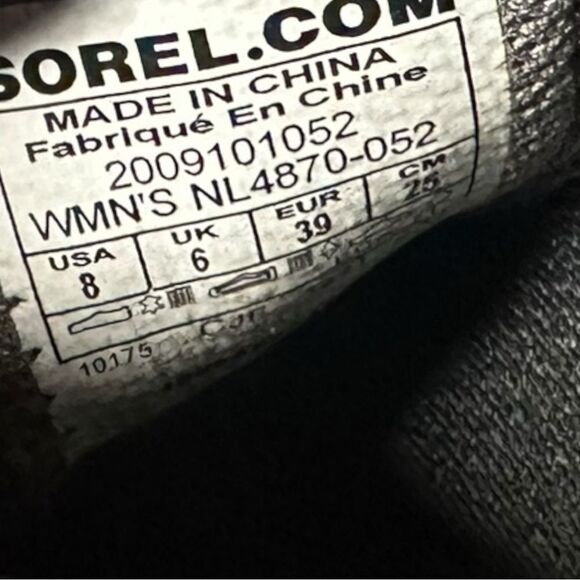 SOREL.COM
MADE IN CHINA
Fabriqué En Chine
2009101052
WMN'S NL4870-052
USA UK EUR CM
8 6 39 25
10175